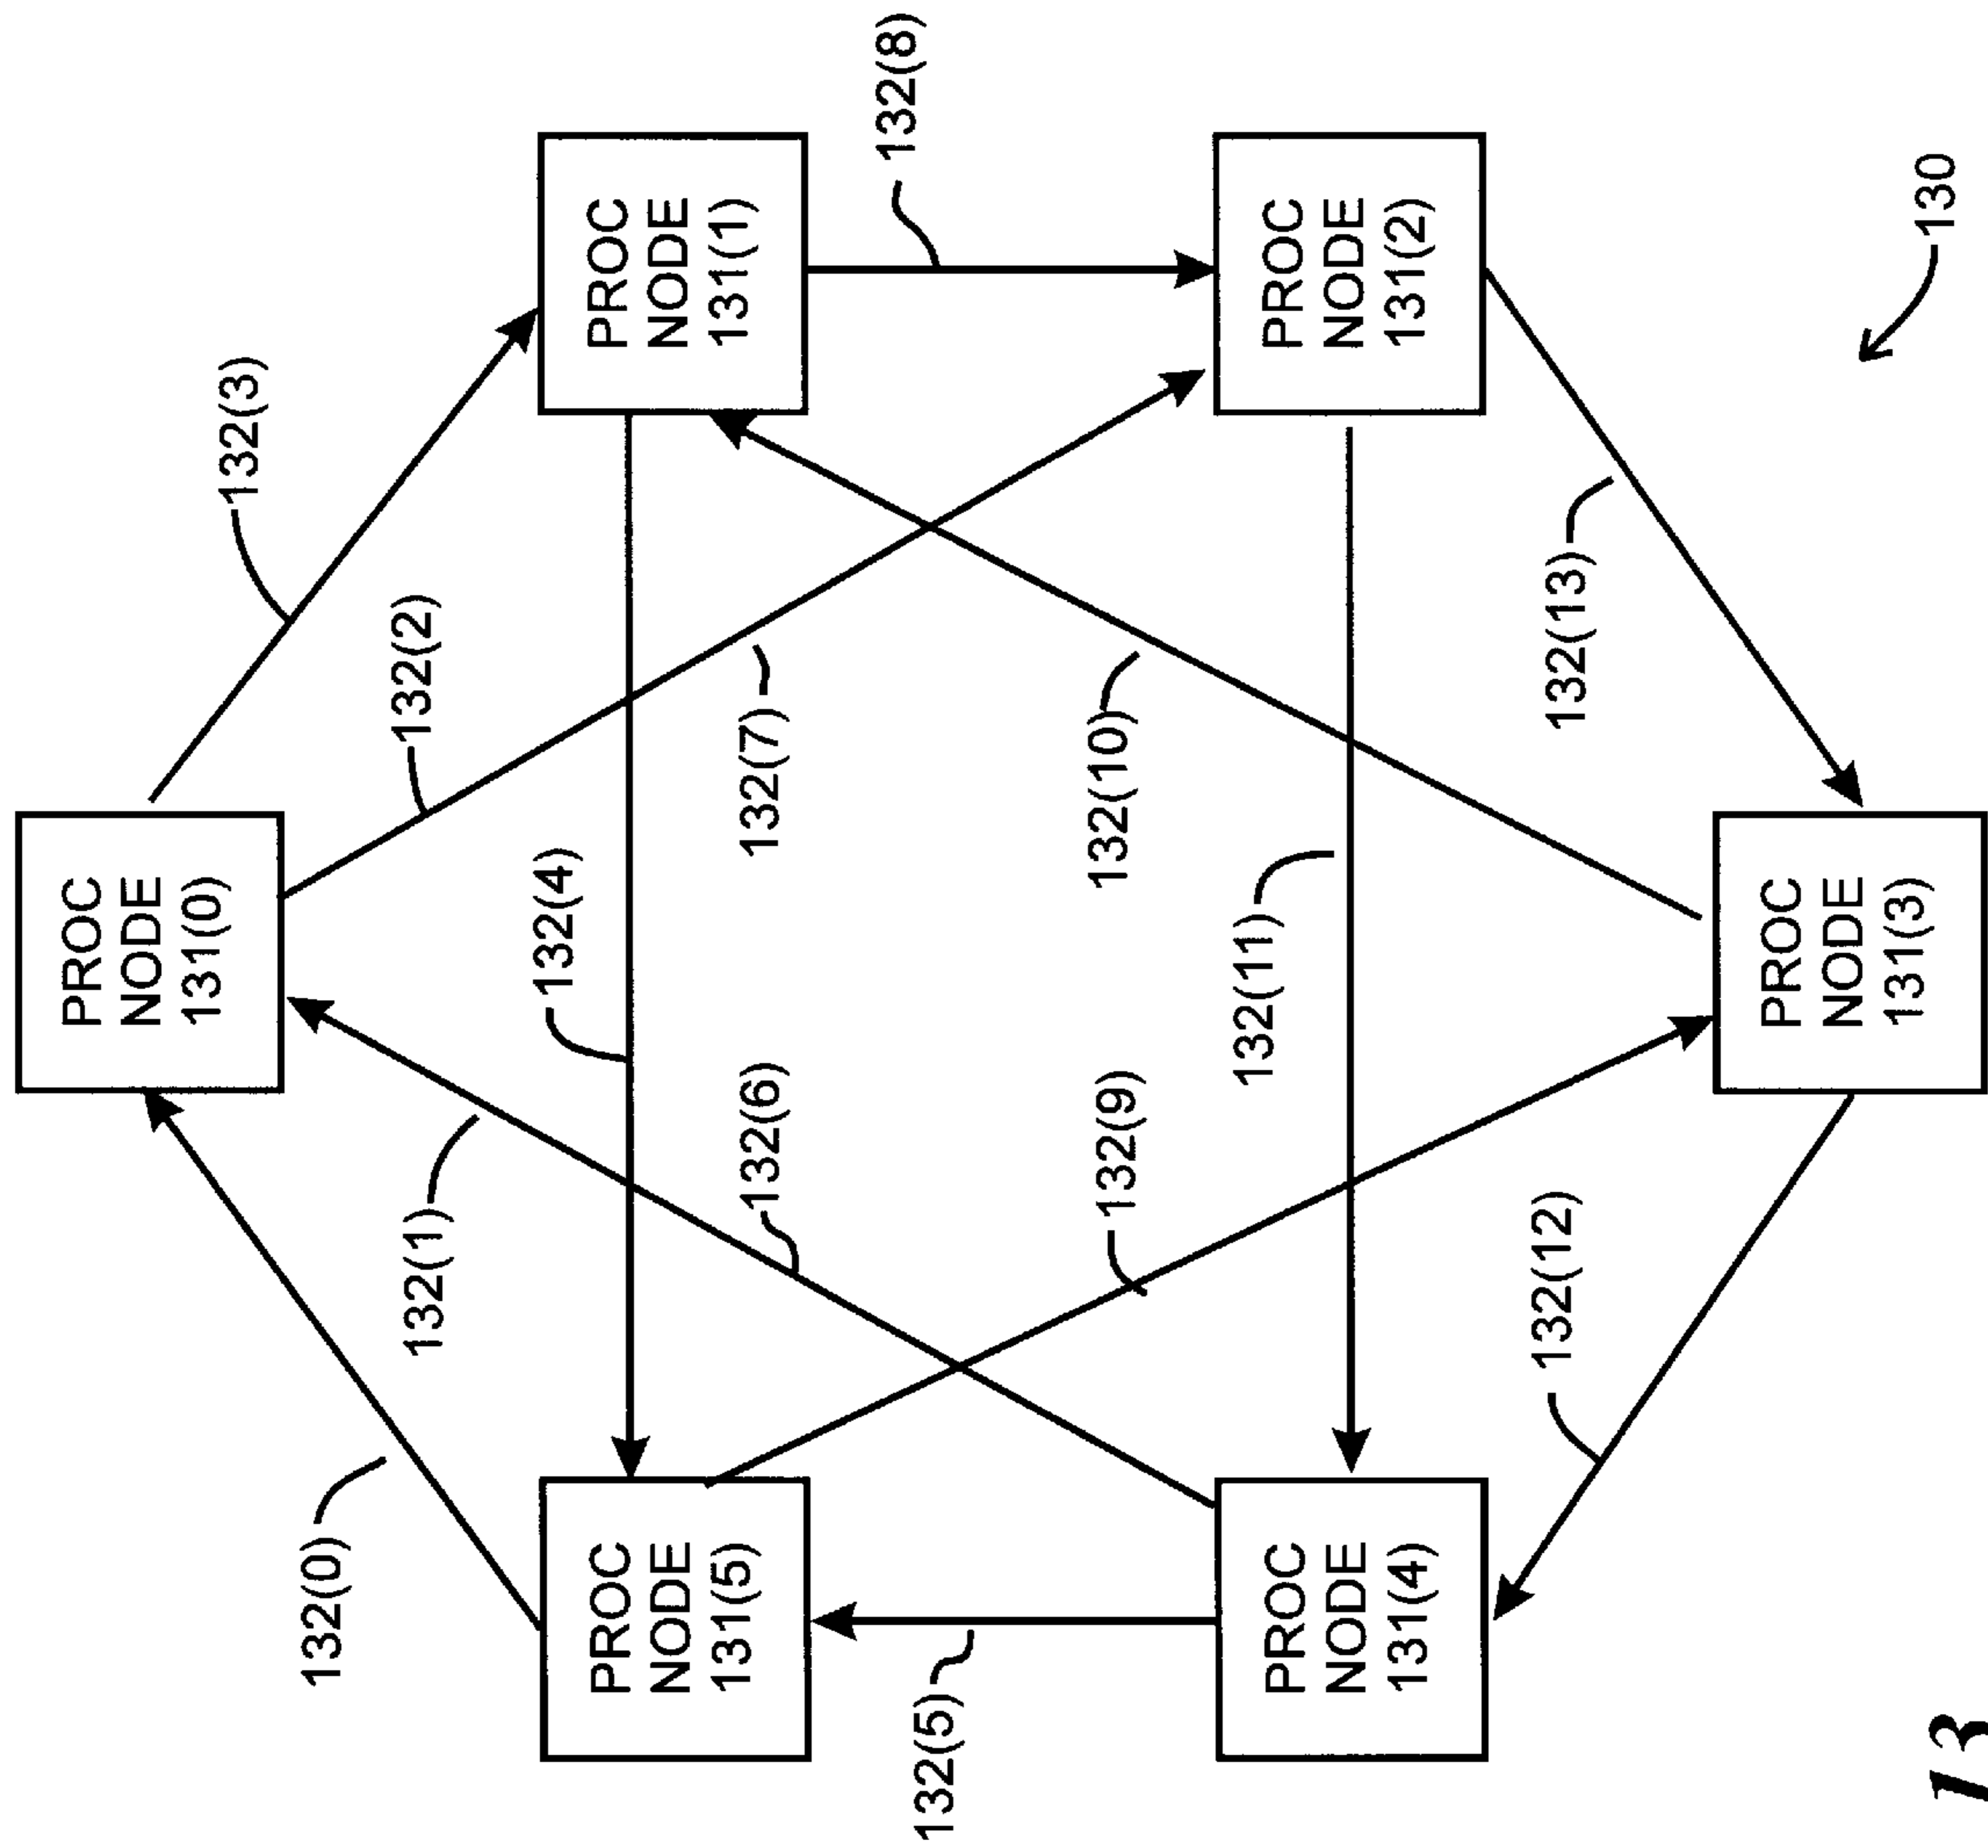 132(8)
132(3)
PROC
NODE
131(1)
PROC
NODE
131(2)
130
132(2)
132(7)
132(10)
132(13)
PROC
NODE
131(0)
132(4)
132(11)
PROC
NODE
131(3)
132(1)
132(6)
132(9)
132(12)
132(0)
PROC
NODE
131(5)
PROC
NODE
131(4)
132(5)
13